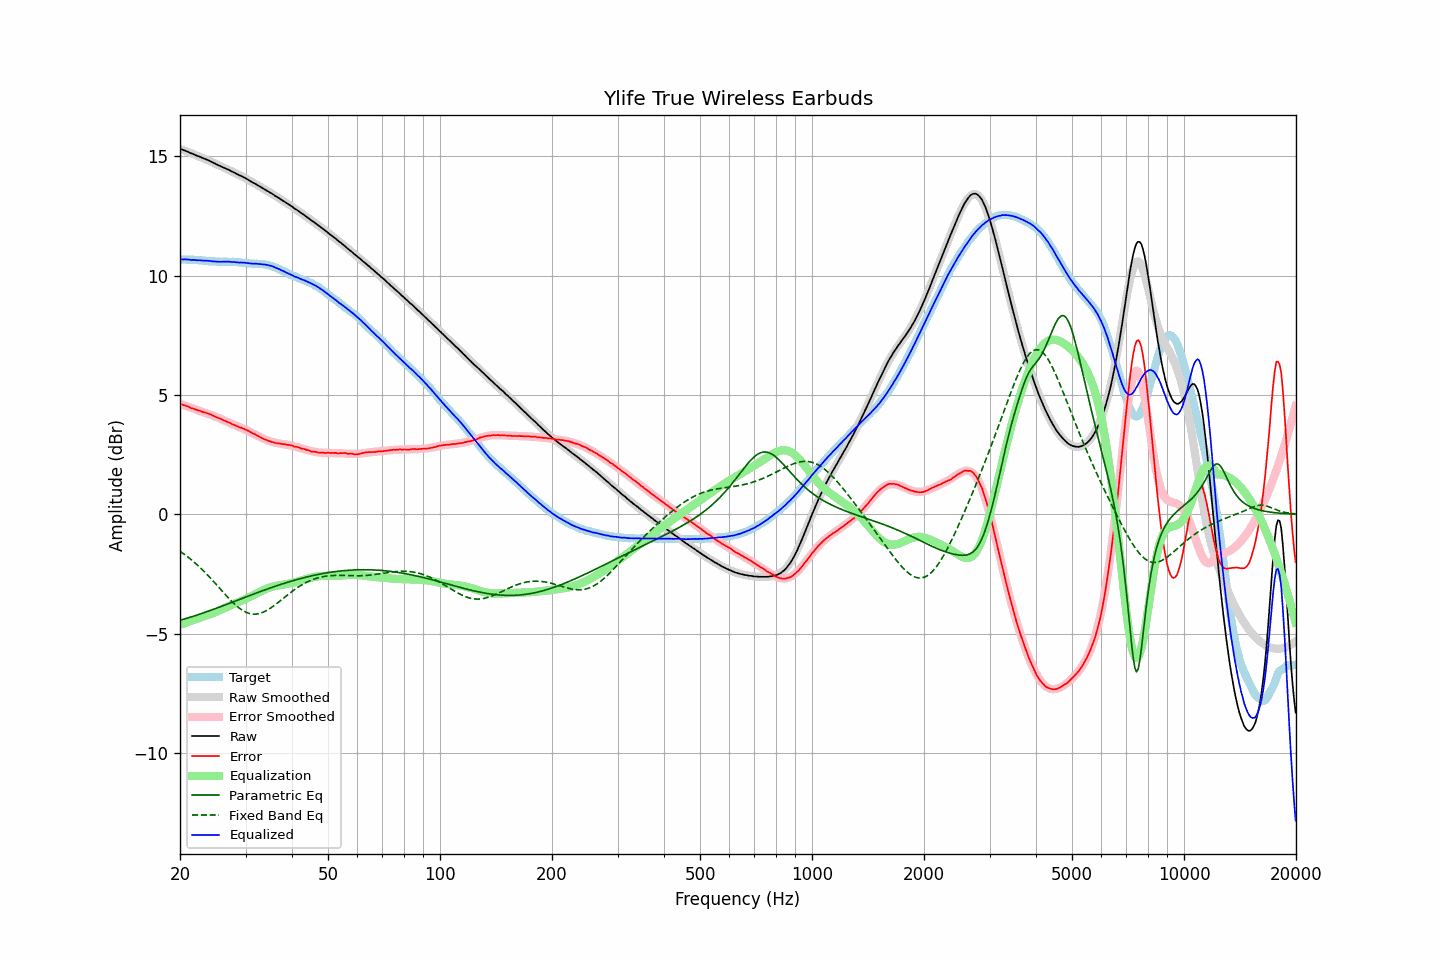 Ylife True Wireless Earbuds
Amplitude (dBr)
15
10
5
0
−5
−10
Target
Raw Smoothed
Error Smoothed
Raw
Error
Equalization
Parametric Eq
Fixed Band Eq
Equalized
20 50 100 200 500 1000 2000 5000 10000 20000
Frequency (Hz)